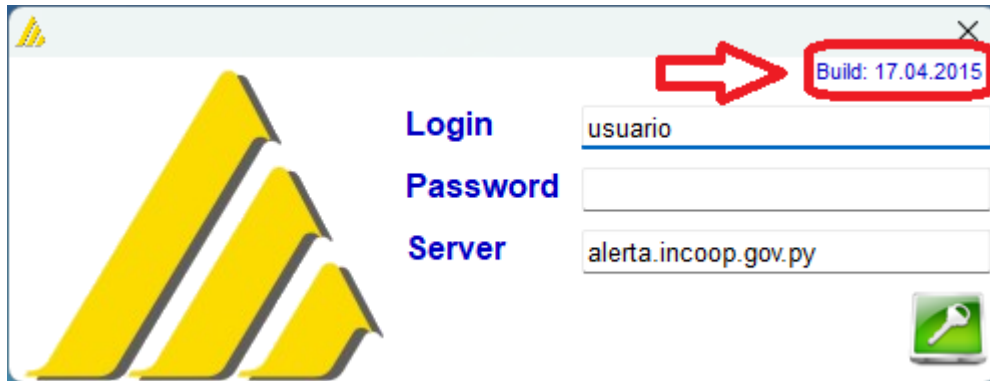 Build: 17.04.2015
Login usuario
Password
Server alerta.incoop.gov.py